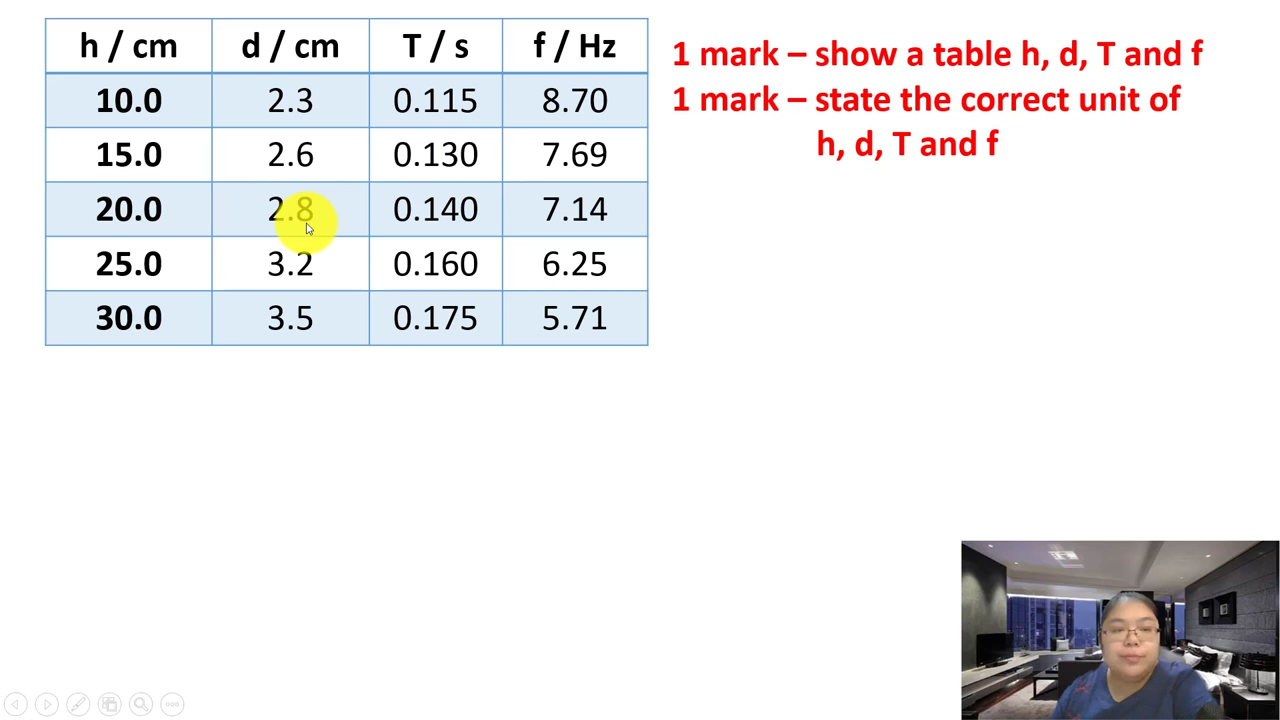 h / cm d / cm T / s f / Hz
10.0 2.3 0.115 8.70
15.0 2.6 0.130 7.69
20.0 2.8 0.140 7.14
25.0 3.2 0.160 6.25
30.0 3.5 0.175 5.71
1 mark – show a table h, d, T and f
1 mark – state the correct unit of
h, d, T and f